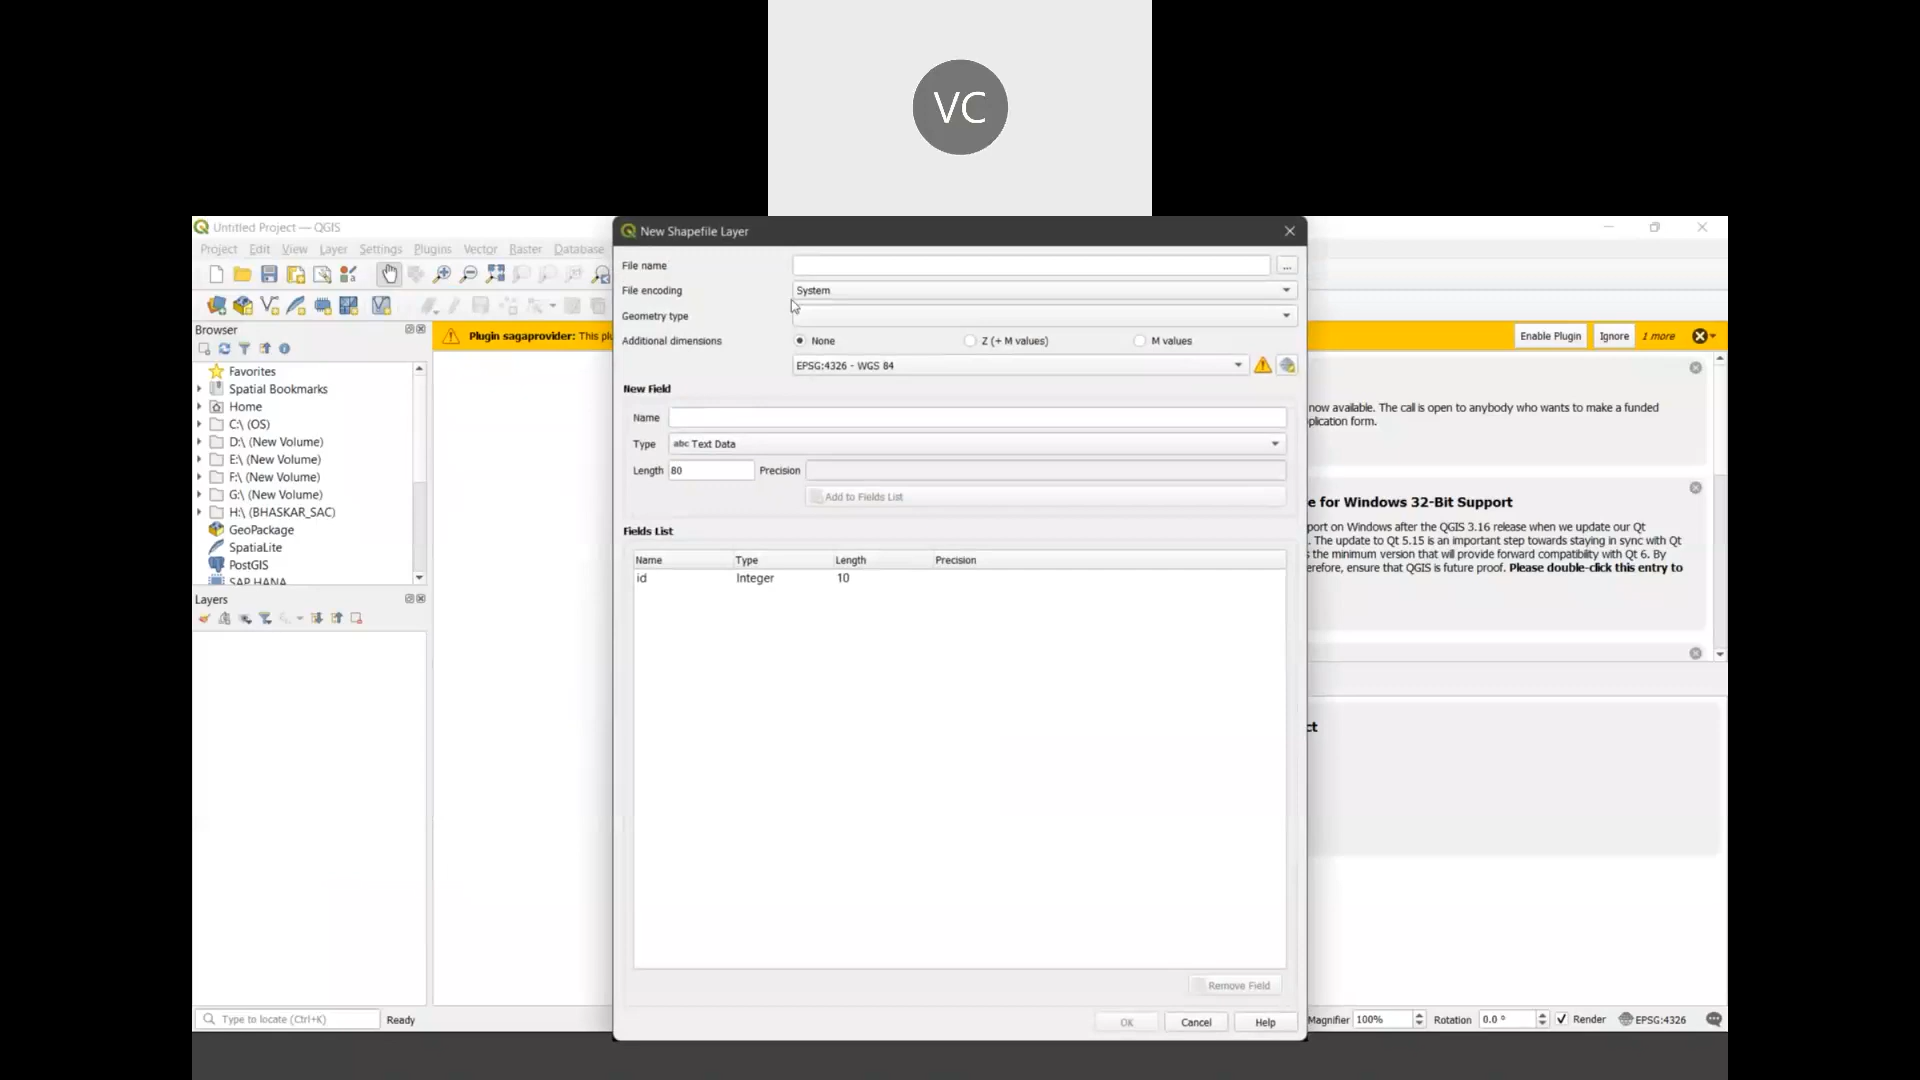 VC
Untitled Project — QGIS
Project Edit View Layer Settings Plugins Vector Raster Database
Browser
Favorites
Spatial Bookmarks
Home
C:\ (OS)
D:\ (New Volume)
E:\ (New Volume)
F:\ (New Volume)
G:\ (New Volume)
H:\ (BHASKAR_SAC)
GeoPackage
SpatiaLite
PostGIS
SAP HANA
Layers
Type to locate (Ctrl+K) Ready
Plugin sagaprovider: This plu
New Shapefile Layer
File name ...
File encoding System
Geometry type
Additional dimensions None Z (+ M values) M values
EPSG:4326 - WGS 84
New Field
Name
Type abc Text Data
Length 80 Precision
Add to Fields List
Fields List
Name Type Length Precision
id Integer 10
Remove Field
OK Cancel Help
Enable Plugin Ignore 1 more
now available. The call is open to anybody who wants to make a funded
plication form.
e for Windows 32-Bit Support
port on Windows after the QGIS 3.16 release when we update our Qt
. The update to Qt 5.15 is an important step towards staying in sync with Qt
the minimum version that will provide forward compatibility with Qt 6. By
erefore, ensure that QGIS is future proof. Please double-click this entry to
ct
Magnifier 100% Rotation 0.0 ° Render EPSG:4326